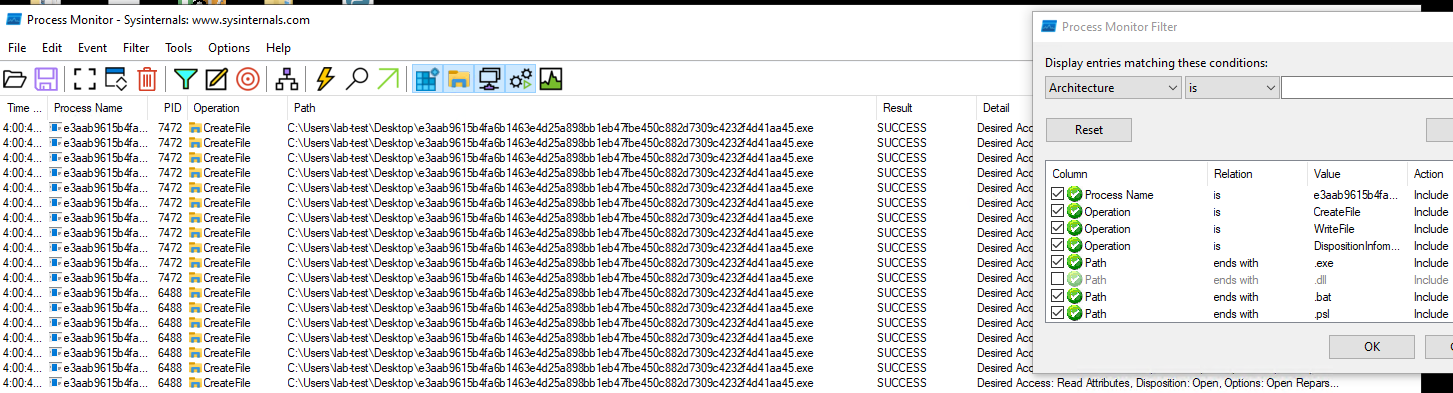 Process Monitor - Sysinternals: www.sysinternals.com
File Edit Event Filter Tools Options Help
Time ... Process Name PID Operation Path Result Detail
4:00:4... e3aab9615b4fa... 7472 CreateFile C:\Users\lab-test\Desktop\e3aab9615b4fa6b1463e4d25a898bb1eb47fbe450c882d7309c4232f4d41aa45.exe SUCCESS Desired Acc
4:00:4... e3aab9615b4fa... 7472 CreateFile C:\Users\lab-test\Desktop\e3aab9615b4fa6b1463e4d25a898bb1eb47fbe450c882d7309c4232f4d41aa45.exe SUCCESS Desired Acc
4:00:4... e3aab9615b4fa... 7472 CreateFile C:\Users\lab-test\Desktop\e3aab9615b4fa6b1463e4d25a898bb1eb47fbe450c882d7309c4232f4d41aa45.exe SUCCESS Desired Acc
4:00:4... e3aab9615b4fa... 7472 CreateFile C:\Users\lab-test\Desktop\e3aab9615b4fa6b1463e4d25a898bb1eb47fbe450c882d7309c4232f4d41aa45.exe SUCCESS Desired Acc
4:00:4... e3aab9615b4fa... 7472 CreateFile C:\Users\lab-test\Desktop\e3aab9615b4fa6b1463e4d25a898bb1eb47fbe450c882d7309c4232f4d41aa45.exe SUCCESS Desired Acc
4:00:4... e3aab9615b4fa... 7472 CreateFile C:\Users\lab-test\Desktop\e3aab9615b4fa6b1463e4d25a898bb1eb47fbe450c882d7309c4232f4d41aa45.exe SUCCESS Desired Acc
4:00:4... e3aab9615b4fa... 7472 CreateFile C:\Users\lab-test\Desktop\e3aab9615b4fa6b1463e4d25a898bb1eb47fbe450c882d7309c4232f4d41aa45.exe SUCCESS Desired Acc
4:00:4... e3aab9615b4fa... 7472 CreateFile C:\Users\lab-test\Desktop\e3aab9615b4fa6b1463e4d25a898bb1eb47fbe450c882d7309c4232f4d41aa45.exe SUCCESS Desired Acc
4:00:4... e3aab9615b4fa... 7472 CreateFile C:\Users\lab-test\Desktop\e3aab9615b4fa6b1463e4d25a898bb1eb47fbe450c882d7309c4232f4d41aa45.exe SUCCESS Desired Acc
4:00:4... e3aab9615b4fa... 7472 CreateFile C:\Users\lab-test\Desktop\e3aab9615b4fa6b1463e4d25a898bb1eb47fbe450c882d7309c4232f4d41aa45.exe SUCCESS Desired Acc
4:00:4... e3aab9615b4fa... 7472 CreateFile C:\Users\lab-test\Desktop\e3aab9615b4fa6b1463e4d25a898bb1eb47fbe450c882d7309c4232f4d41aa45.exe SUCCESS Desired Acc
4:00:4... e3aab9615b4fa... 6488 CreateFile C:\Users\lab-test\Desktop\e3aab9615b4fa6b1463e4d25a898bb1eb47fbe450c882d7309c4232f4d41aa45.exe SUCCESS Desired Acc
4:00:4... e3aab9615b4fa... 6488 CreateFile C:\Users\lab-test\Desktop\e3aab9615b4fa6b1463e4d25a898bb1eb47fbe450c882d7309c4232f4d41aa45.exe SUCCESS Desired Acc
4:00:4... e3aab9615b4fa... 6488 CreateFile C:\Users\lab-test\Desktop\e3aab9615b4fa6b1463e4d25a898bb1eb47fbe450c882d7309c4232f4d41aa45.exe SUCCESS Desired Acc
4:00:4... e3aab9615b4fa... 6488 CreateFile C:\Users\lab-test\Desktop\e3aab9615b4fa6b1463e4d25a898bb1eb47fbe450c882d7309c4232f4d41aa45.exe SUCCESS Desired Acc
4:00:4... e3aab9615b4fa... 6488 CreateFile C:\Users\lab-test\Desktop\e3aab9615b4fa6b1463e4d25a898bb1eb47fbe450c882d7309c4232f4d41aa45.exe SUCCESS Desired Acc
4:00:4... e3aab9615b4fa... 6488 CreateFile C:\Users\lab-test\Desktop\e3aab9615b4fa6b1463e4d25a898bb1eb47fbe450c882d7309c4232f4d41aa45.exe SUCCESS Desired Acc
4:00:4... e3aab9615b4fa... 6488 CreateFile C:\Users\lab-test\Desktop\e3aab9615b4fa6b1463e4d25a898bb1eb47fbe450c882d7309c4232f4d41aa45.exe SUCCESS Desired Access: Read Attributes, Disposition: Open, Options: Open Repars...
Process Monitor Filter
Display entries matching these conditions:
Architecture is
Reset
Column Relation Value Action
Process Name is e3aab9615b4fa... Include
Operation is CreateFile Include
Operation is WriteFile Include
Operation is DispositionInfom... Include
Path ends with .exe Include
Path ends with .dll Include
Path ends with .bat Include
Path ends with .psl Include
OK